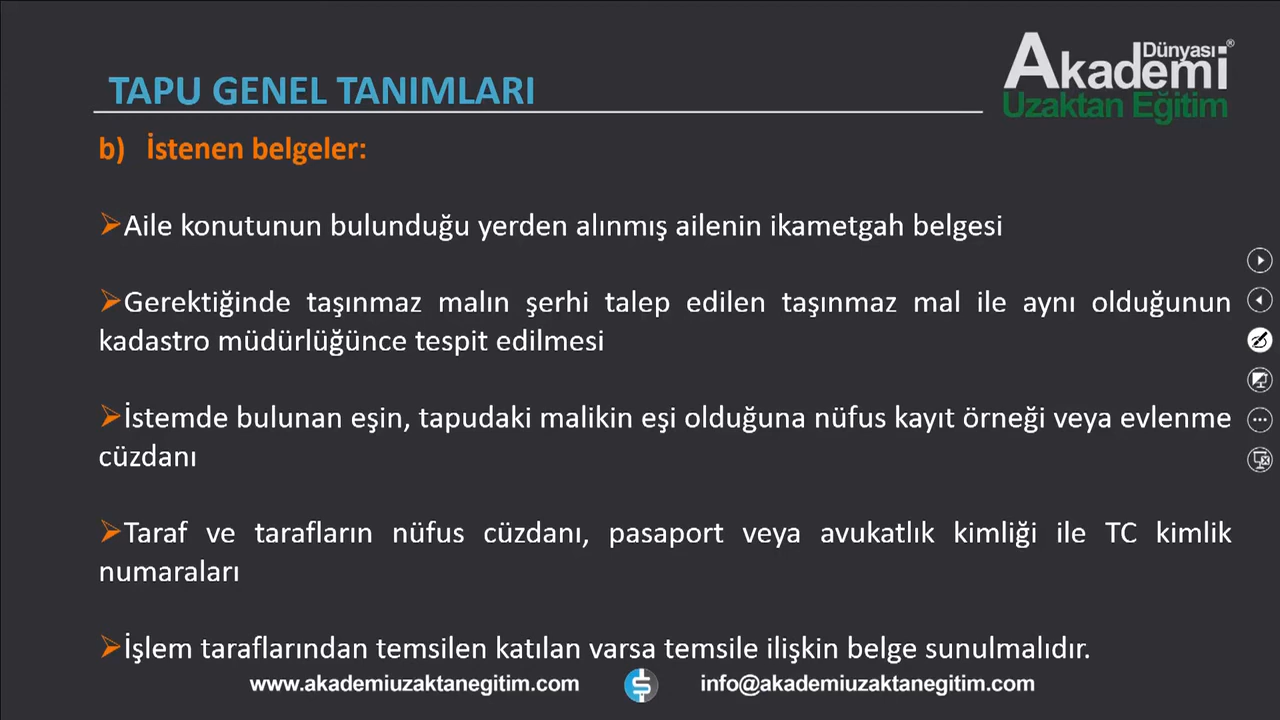 Dünyası
Akademi
Uzaktan Eğitim
TAPU GENEL TANIMLARI
b) İstenen belgeler:
Aile konutunun bulunduğu yerden alınmış ailenin ikametgah belgesi
Gerektiğinde taşınmaz malın şerhi talep edilen taşınmaz mal ile aynı olduğunun
kadastro müdürlüğünce tespit edilmesi
İstemde bulunan eşin, tapudaki malikin eşi olduğuna nüfus kayıt örneği veya evlenme
cüzdanı
Taraf ve tarafların nüfus cüzdanı, pasaport veya avukatlık kimliği ile TC kimlik
numaraları
İşlem taraflarından temsilen katılan varsa temsile ilişkin belge sunulmalıdır.
www.akademiuzaktanegitim.com info@akademiuzaktanegitim.com